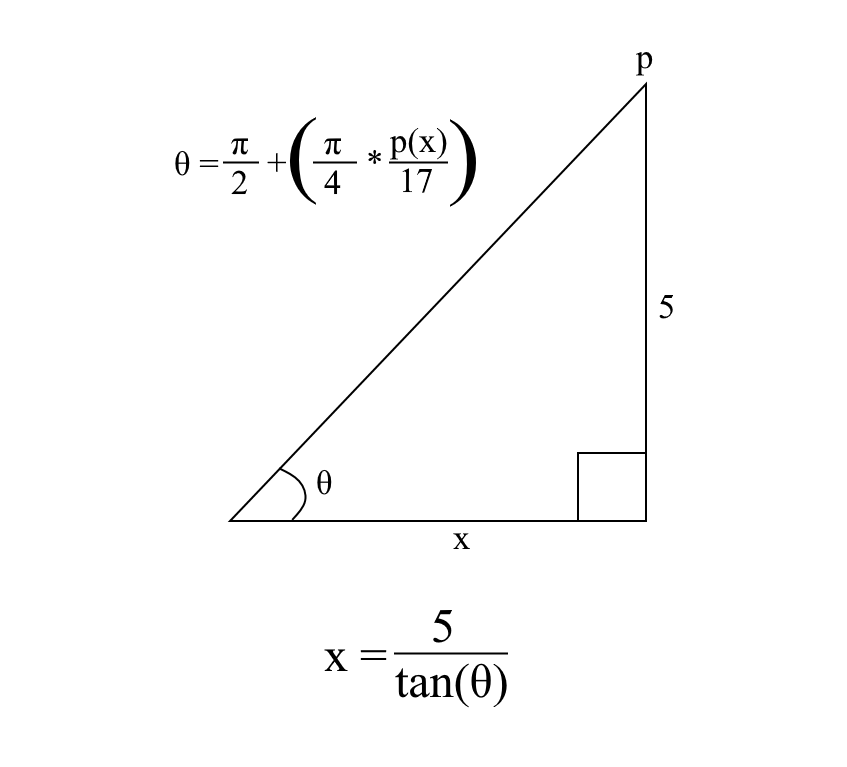 p
θ = π/2 + (π/4 * p(x)/17)
5
θ
x
x = 5/tan(θ)